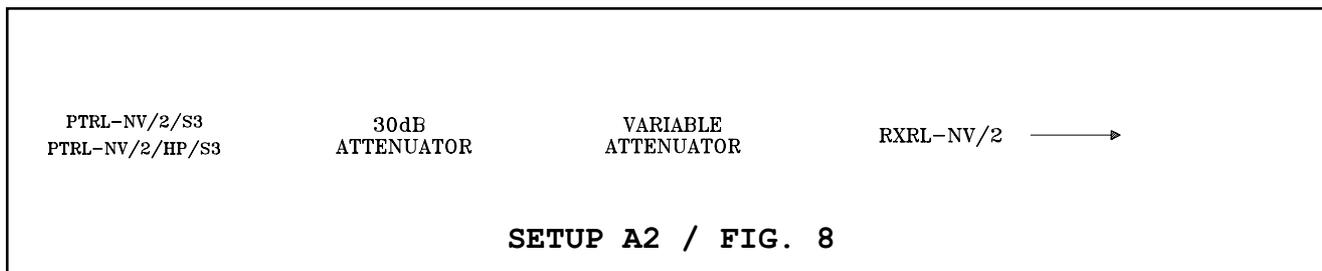 PTRL-NV/2/S3
PTRL-NV/2/HP/S3
30dB
ATTENUATOR
VARIABLE
ATTENUATOR
RXRL-NV/2
SETUP A2 / FIG. 8